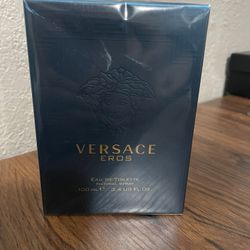 VERSACE
EROS
EAU DE TOILETTE
NATURAL SPRAY
100 ml ℮ 3.4 US FL. OZ.